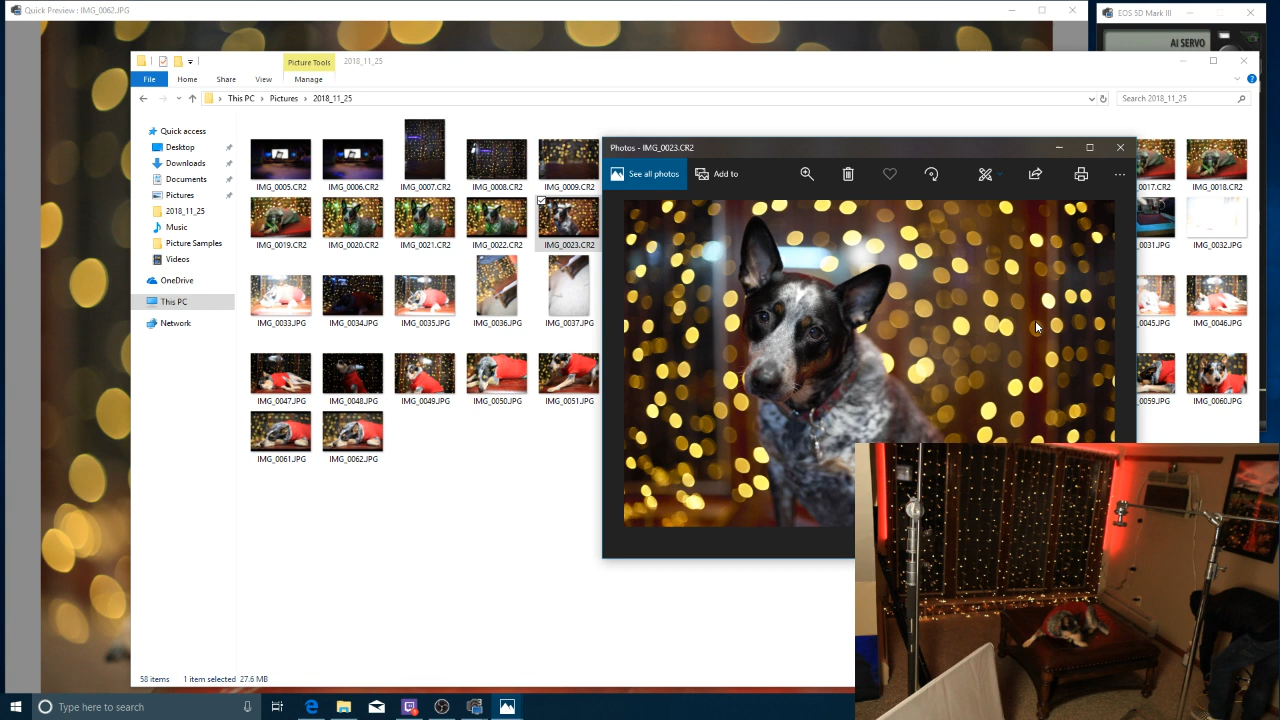 Quick Preview : IMG_0062.JPG
EOS 5D Mark III
AI SERVO
Picture Tools
2018_11_25
File
Home
Share
View
Manage
This PC
Pictures
2018_11_25
Search 2018_11_25
Quick access
Desktop
Downloads
Documents
Pictures
2018_11_25
Music
Picture Samples
Videos
OneDrive
This PC
Network
IMG_0005.CR2
IMG_0006.CR2
IMG_0007.CR2
IMG_0008.CR2
IMG_0009.CR2
IMG_0019.CR2
IMG_0020.CR2
IMG_0021.CR2
IMG_0022.CR2
IMG_0023.CR2
IMG_0033.JPG
IMG_0034.JPG
IMG_0035.JPG
IMG_0036.JPG
IMG_0037.JPG
IMG_0047.JPG
IMG_0048.JPG
IMG_0049.JPG
IMG_0050.JPG
IMG_0051.JPG
IMG_0061.JPG
IMG_0062.JPG
Photos - IMG_0023.CR2
See all photos
Add to
0017.CR2
IMG_0018.CR2
0031.JPG
IMG_0032.JPG
0045.JPG
IMG_0046.JPG
0059.JPG
IMG_0060.JPG
58 items
1 item selected 27.6 MB
Type here to search